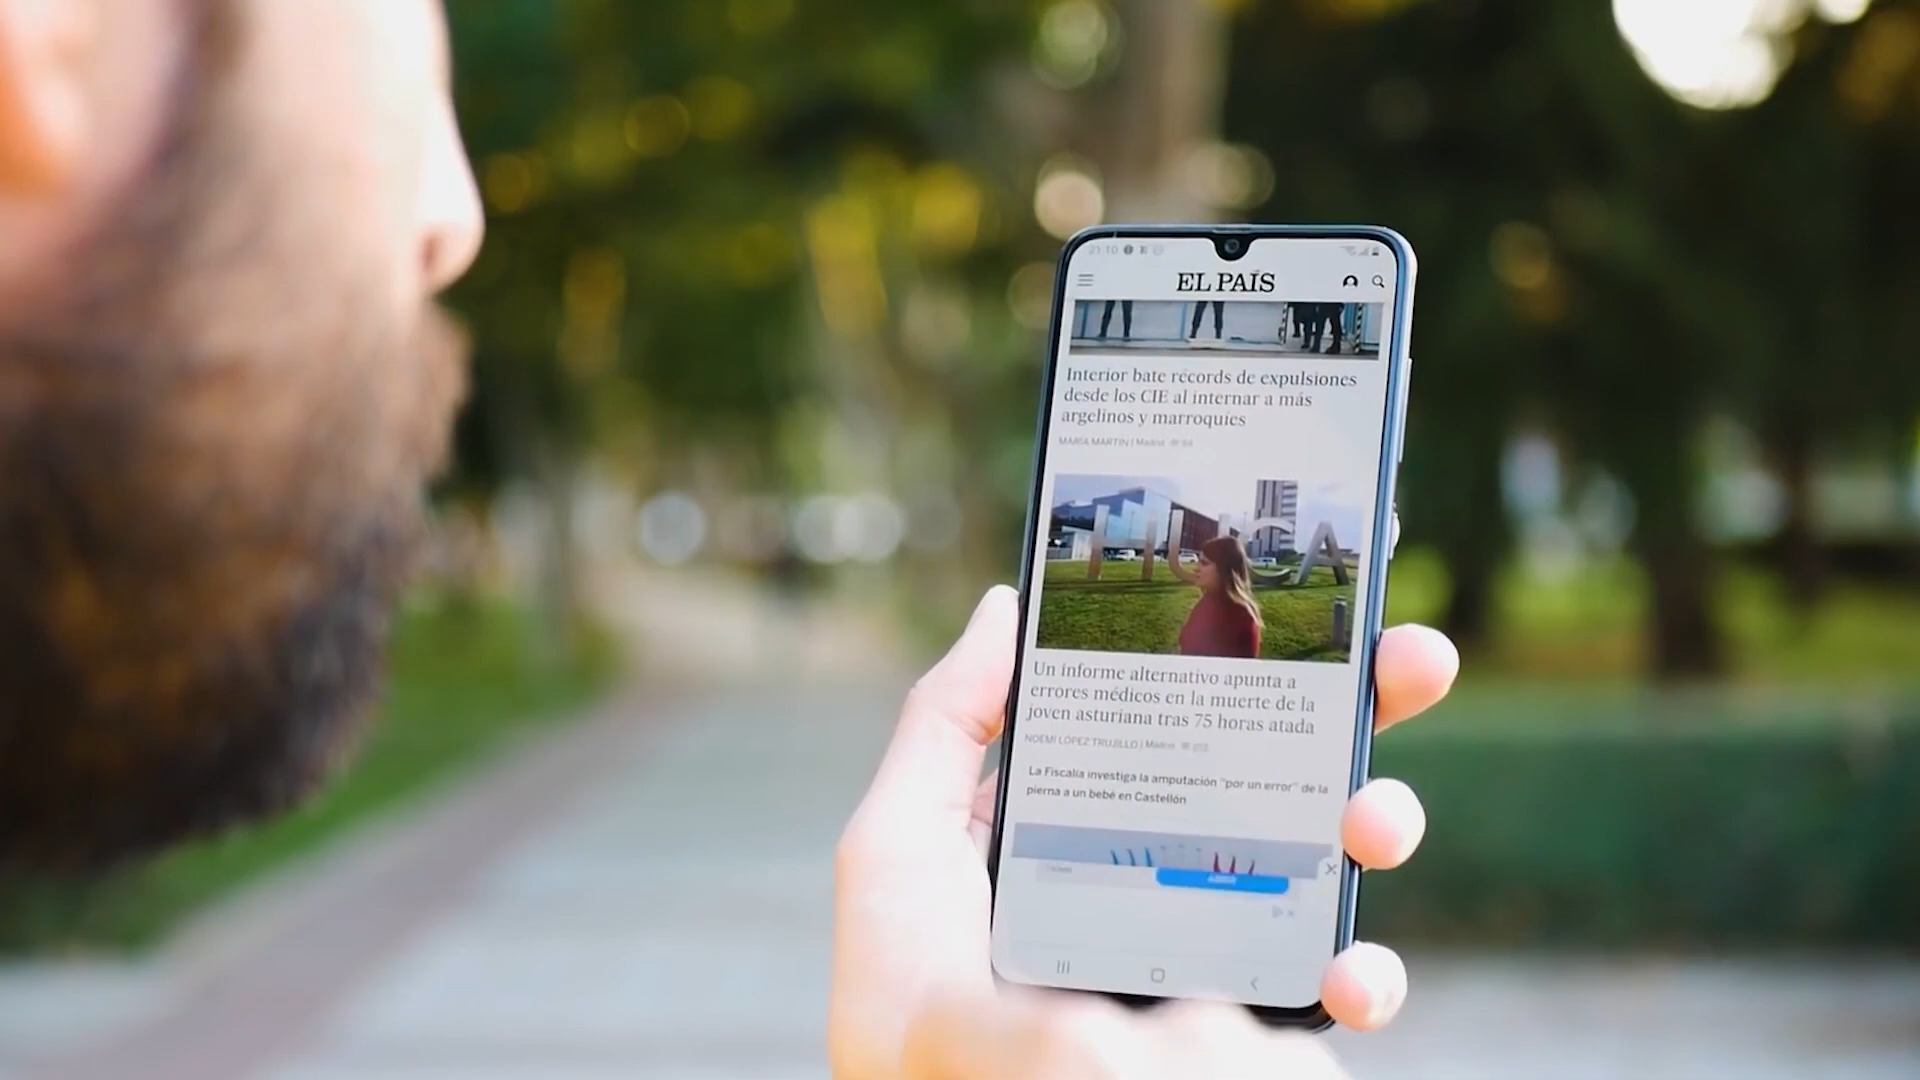 21:10
EL PAÍS
Interior bate récords de expulsiones
desde los CIE al internar a más
argelinos y marroquíes
MARÍA MARTÍN | Madrid
HUCA
Un informe alternativo apunta a
errores médicos en la muerte de la
joven asturiana tras 75 horas atada
NOEMÍ LÓPEZ TRUJILLO | Madrid
La Fiscalía investiga la amputación “por un error” de la
pierna a un bebé en Castellón